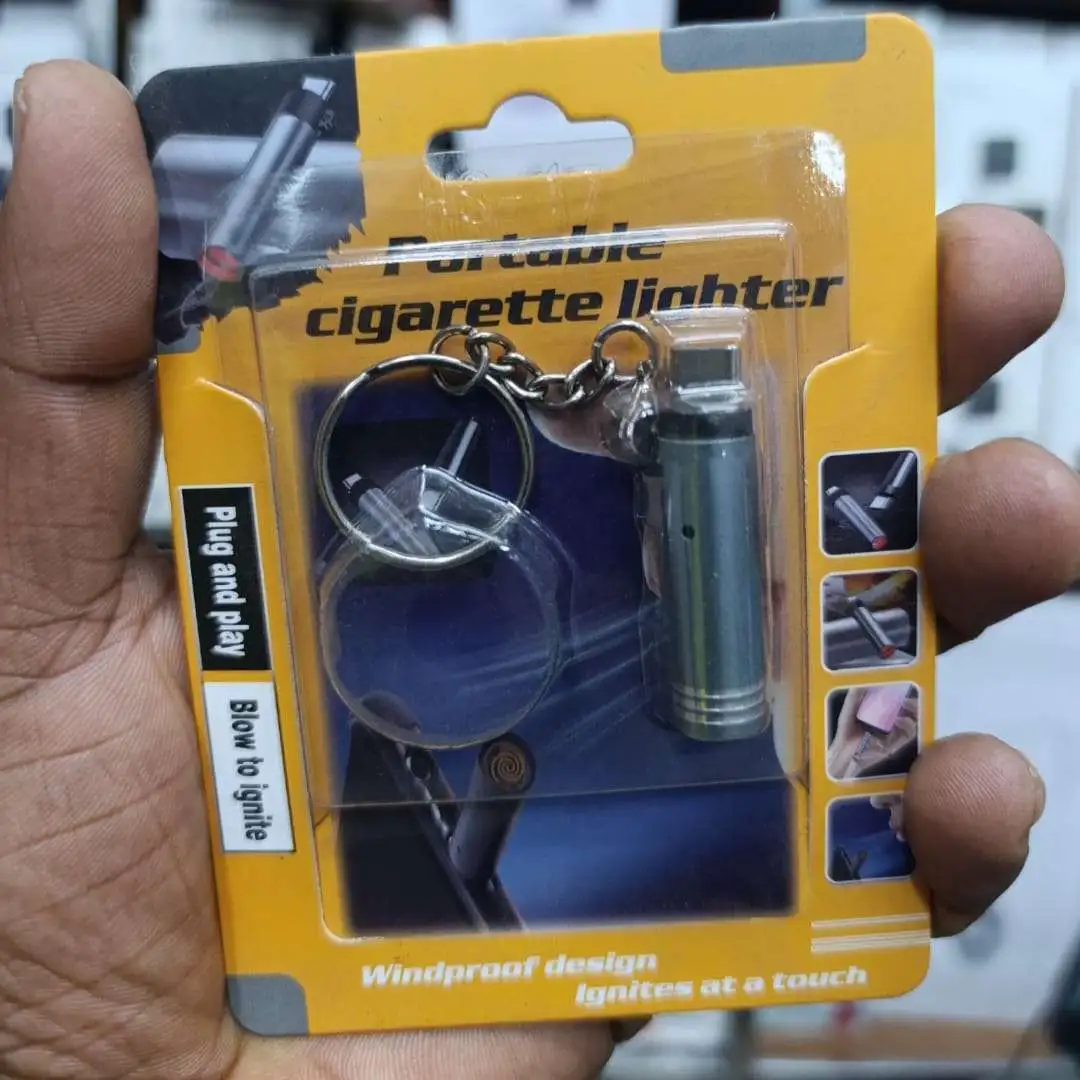 Portable
cigarette lighter
Plug and play
Blow to ignite
Windproof design
Ignites at a touch